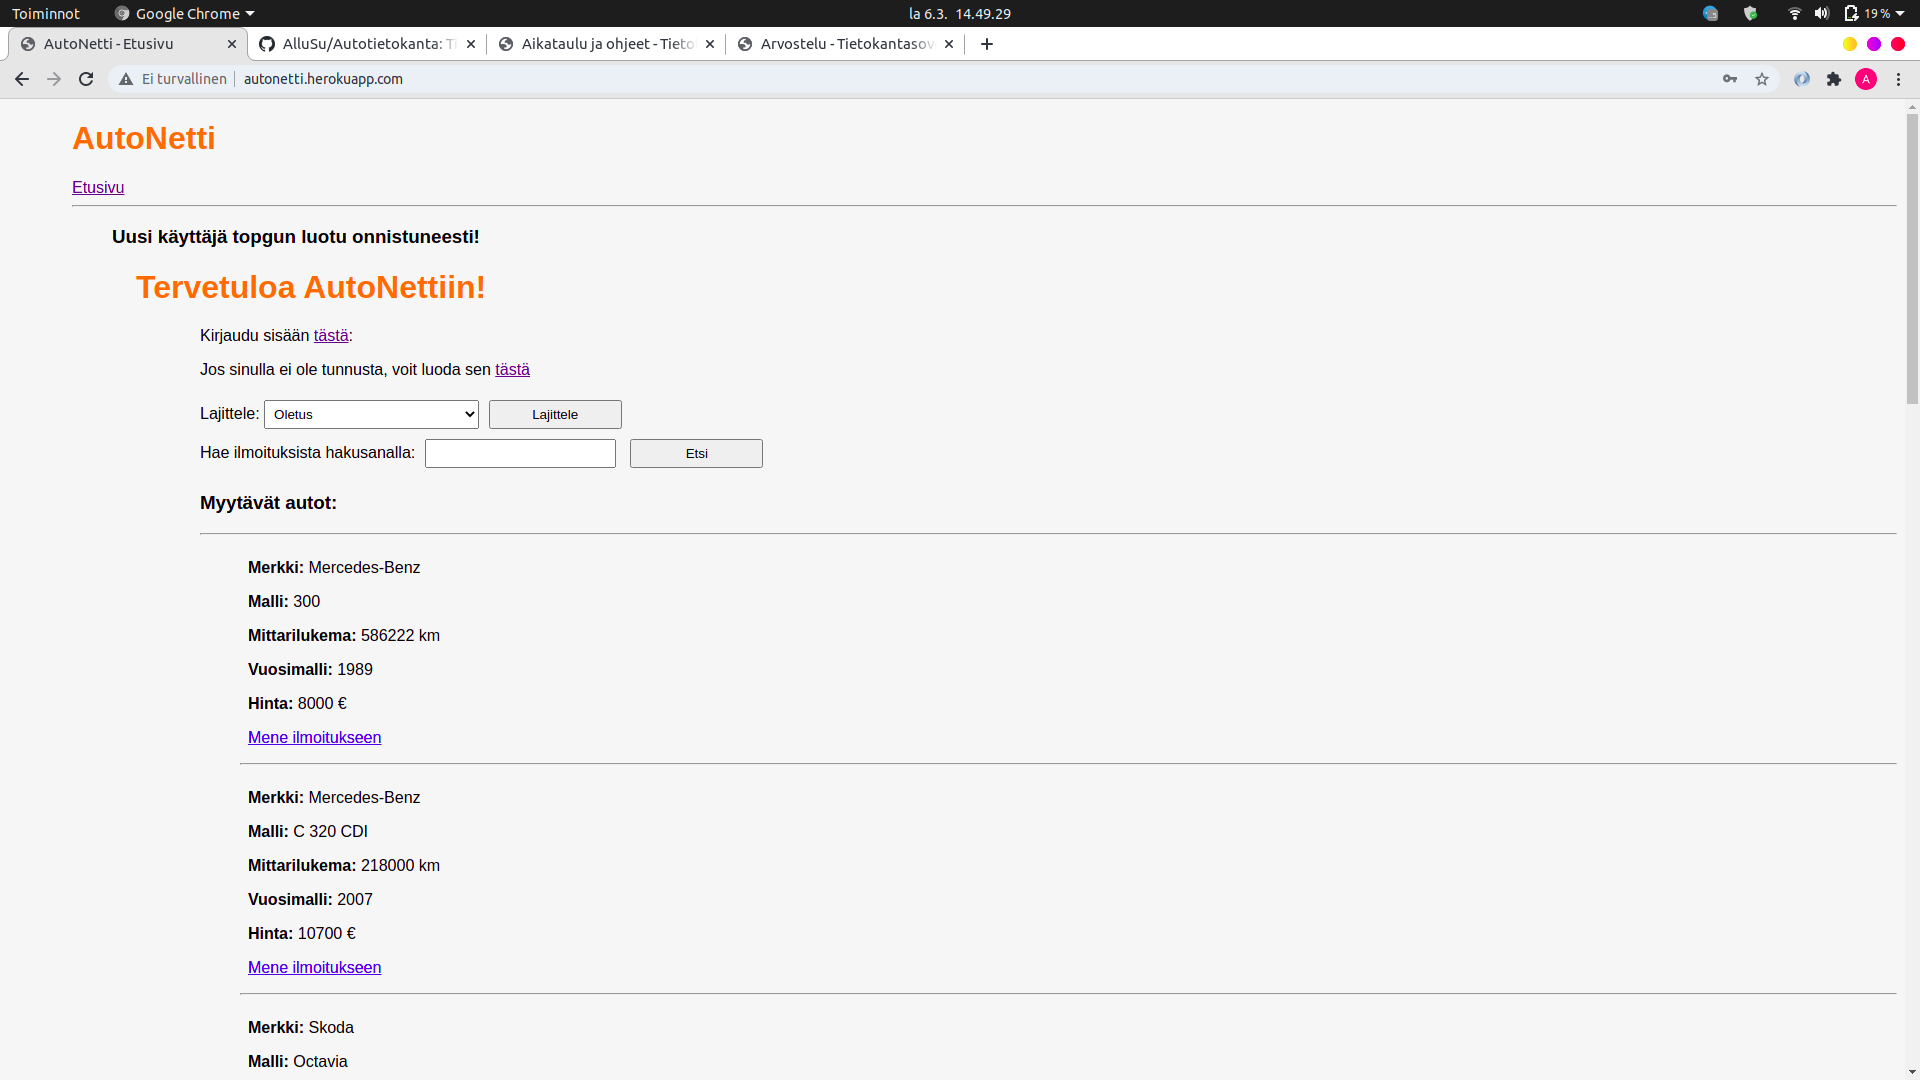 Toiminnot
Google Chrome
la 6.3. 14.49.29
19 %
AutoNetti - Etusivu
AlluSu/Autotietokanta: Ti
Aikataulu ja ohjeet - Tieto
Arvostelu - Tietokantasov
Ei turvallinen
autonetti.herokuapp.com
A
AutoNetti
Etusivu
Uusi käyttäjä topgun luotu onnistuneesti!
Tervetuloa AutoNettiin!
Kirjaudu sisään tästä:
Jos sinulla ei ole tunnusta, voit luoda sen tästä
Lajittele: Oletus Lajittele
Hae ilmoituksista hakusanalla: Etsi
Myytävät autot:
Merkki: Mercedes-Benz
Malli: 300
Mittarilukema: 586222 km
Vuosimalli: 1989
Hinta: 8000 €
Mene ilmoitukseen
Merkki: Mercedes-Benz
Malli: C 320 CDI
Mittarilukema: 218000 km
Vuosimalli: 2007
Hinta: 10700 €
Mene ilmoitukseen
Merkki: Skoda
Malli: Octavia